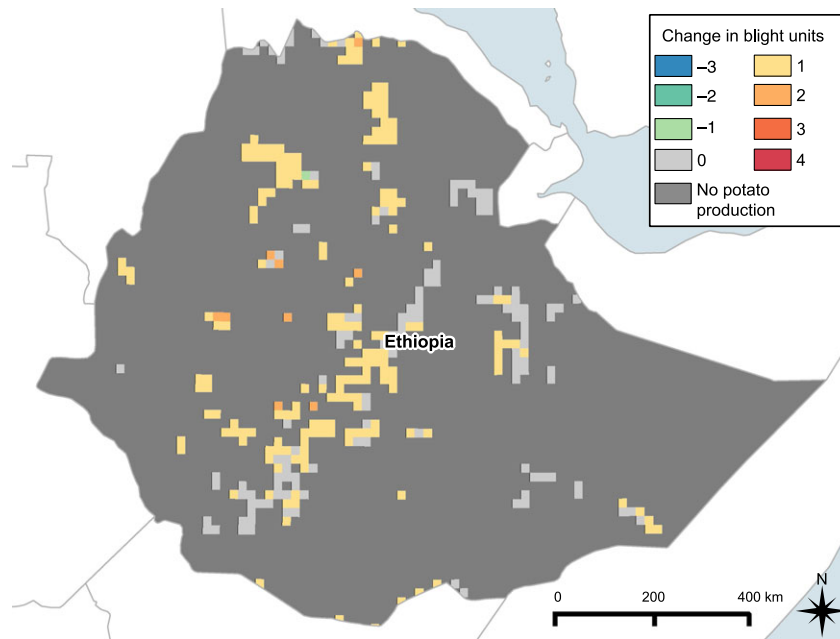 Change in blight units
–3 1
–2 2
–1 3
0 4
No potato
production
Ethiopia
0 200 400 km
N